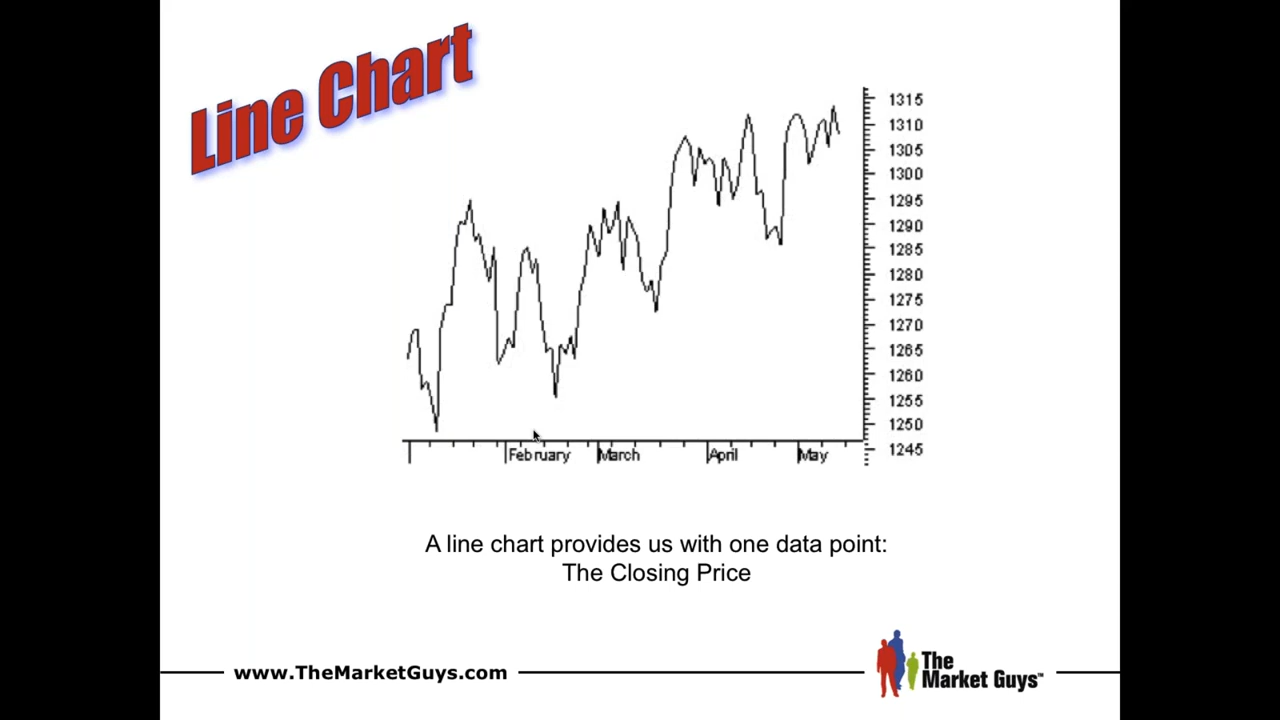 Line Chart
1315
1310
1305
1300
1295
1290
1285
1280
1275
1270
1265
1260
1255
1250
1245
February March April May
A line chart provides us with one data point:
The Closing Price
www.TheMarketGuys.com
The
Market Guys™